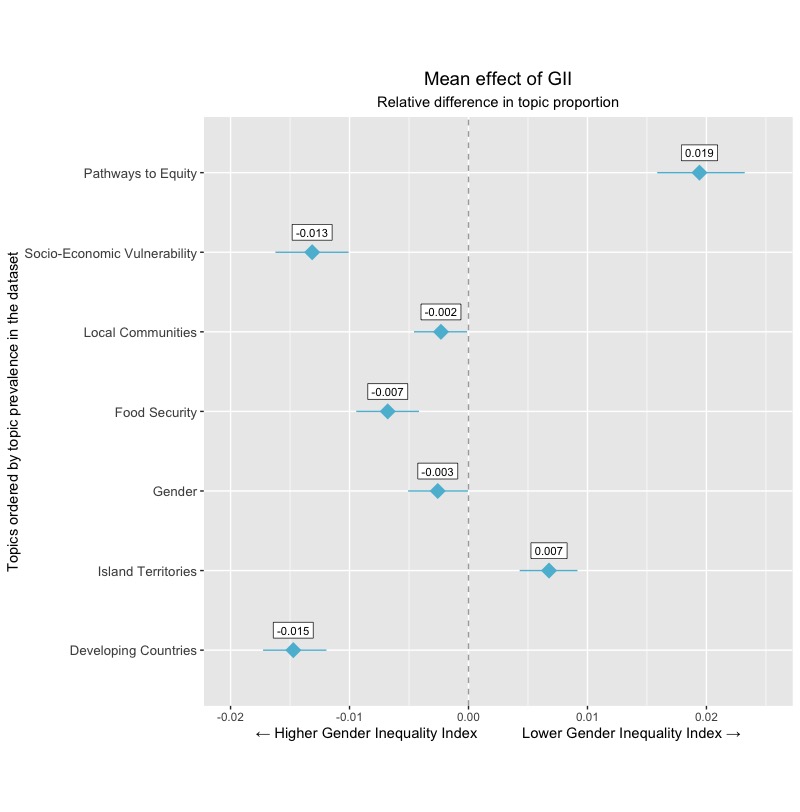 Mean effect of GII
Relative difference in topic proportion
Topics ordered by topic prevalence in the dataset
Pathways to Equity
0.019
Socio-Economic Vulnerability
-0.013
Local Communities
-0.002
Food Security
-0.007
Gender
-0.003
Island Territories
0.007
Developing Countries
-0.015
-0.02 -0.01 0.00 0.01 0.02
← Higher Gender Inequality Index Lower Gender Inequality Index →